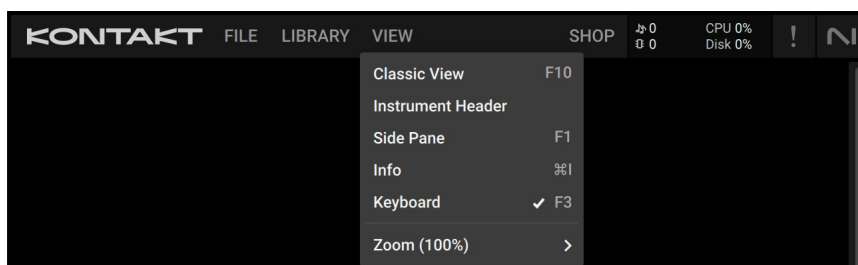 KONTAKT FILE LIBRARY VIEW SHOP 0 CPU 0% !
0 Disk 0%
Classic View F10
Instrument Header
Side Pane F1
Info ⌘I
Keyboard ✓ F3
Zoom (100%) >